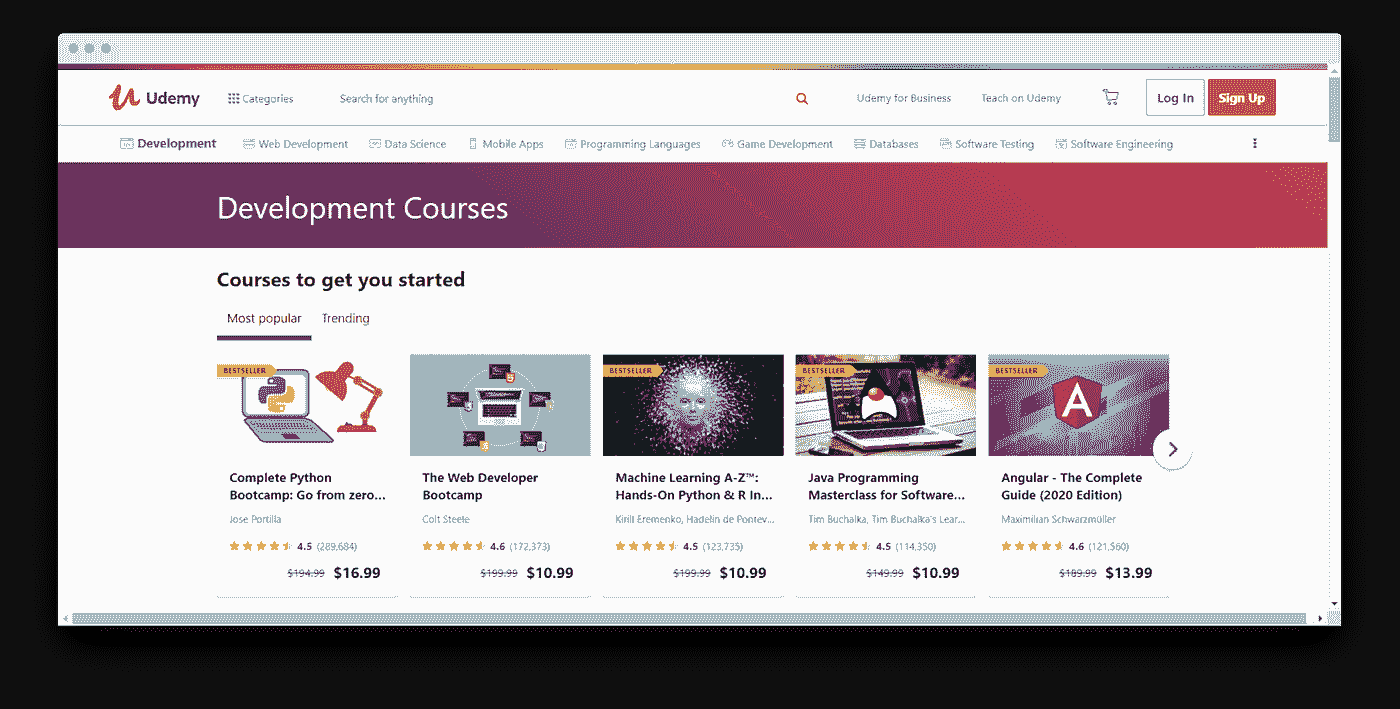 Udemy
Categories
Search for anything
Udemy for Business
Teach on Udemy
Log In
Sign Up
Development
Web Development
Data Science
Mobile Apps
Programming Languages
Game Development
Databases
Software Testing
Software Engineering
Development Courses
Courses to get you started
Most popular
Trending
BESTSELLER
Complete Python
Bootcamp: Go from zero...
Jose Portilla
4.5 (289,684)
$194.99 $16.99
The Web Developer
Bootcamp
Colt Steele
4.6 (172,373)
$199.99 $10.99
BESTSELLER
Machine Learning A-Z™:
Hands-On Python & R In...
Kirill Eremenko, Hadelin de Pontev...
4.5 (123,735)
$199.99 $10.99
BESTSELLER
Java Programming
Masterclass for Software...
Tim Buchalka, Tim Buchalka's Lear...
4.5 (114,350)
$149.99 $10.99
BESTSELLER
Angular - The Complete
Guide (2020 Edition)
Maximilian Schwarzmüller
4.6 (121,560)
$189.99 $13.99